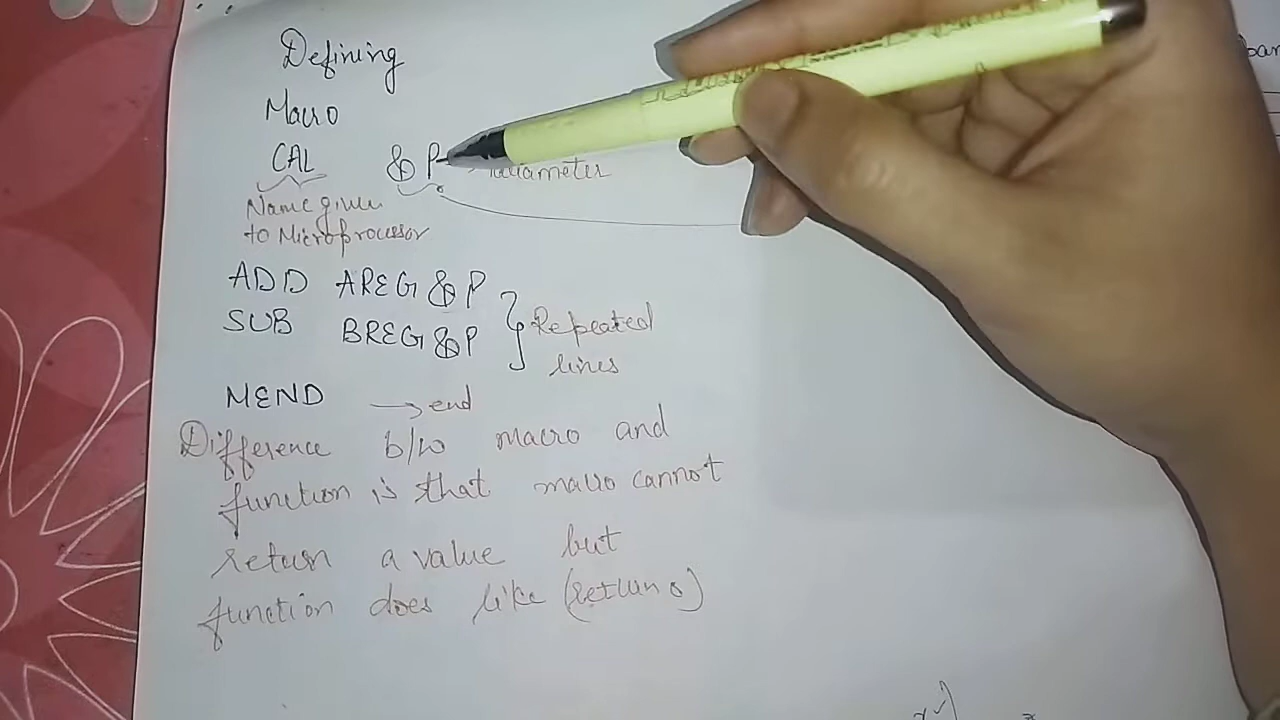 Defining
Macro
CAL &P → Parameter
Name given
to Microprocessor
ADD AREG &P
SUB BREG &P
Repeated
lines
MEND → end
Difference b/w macro and
function is that macro cannot
return a value but
function does like (return 0)